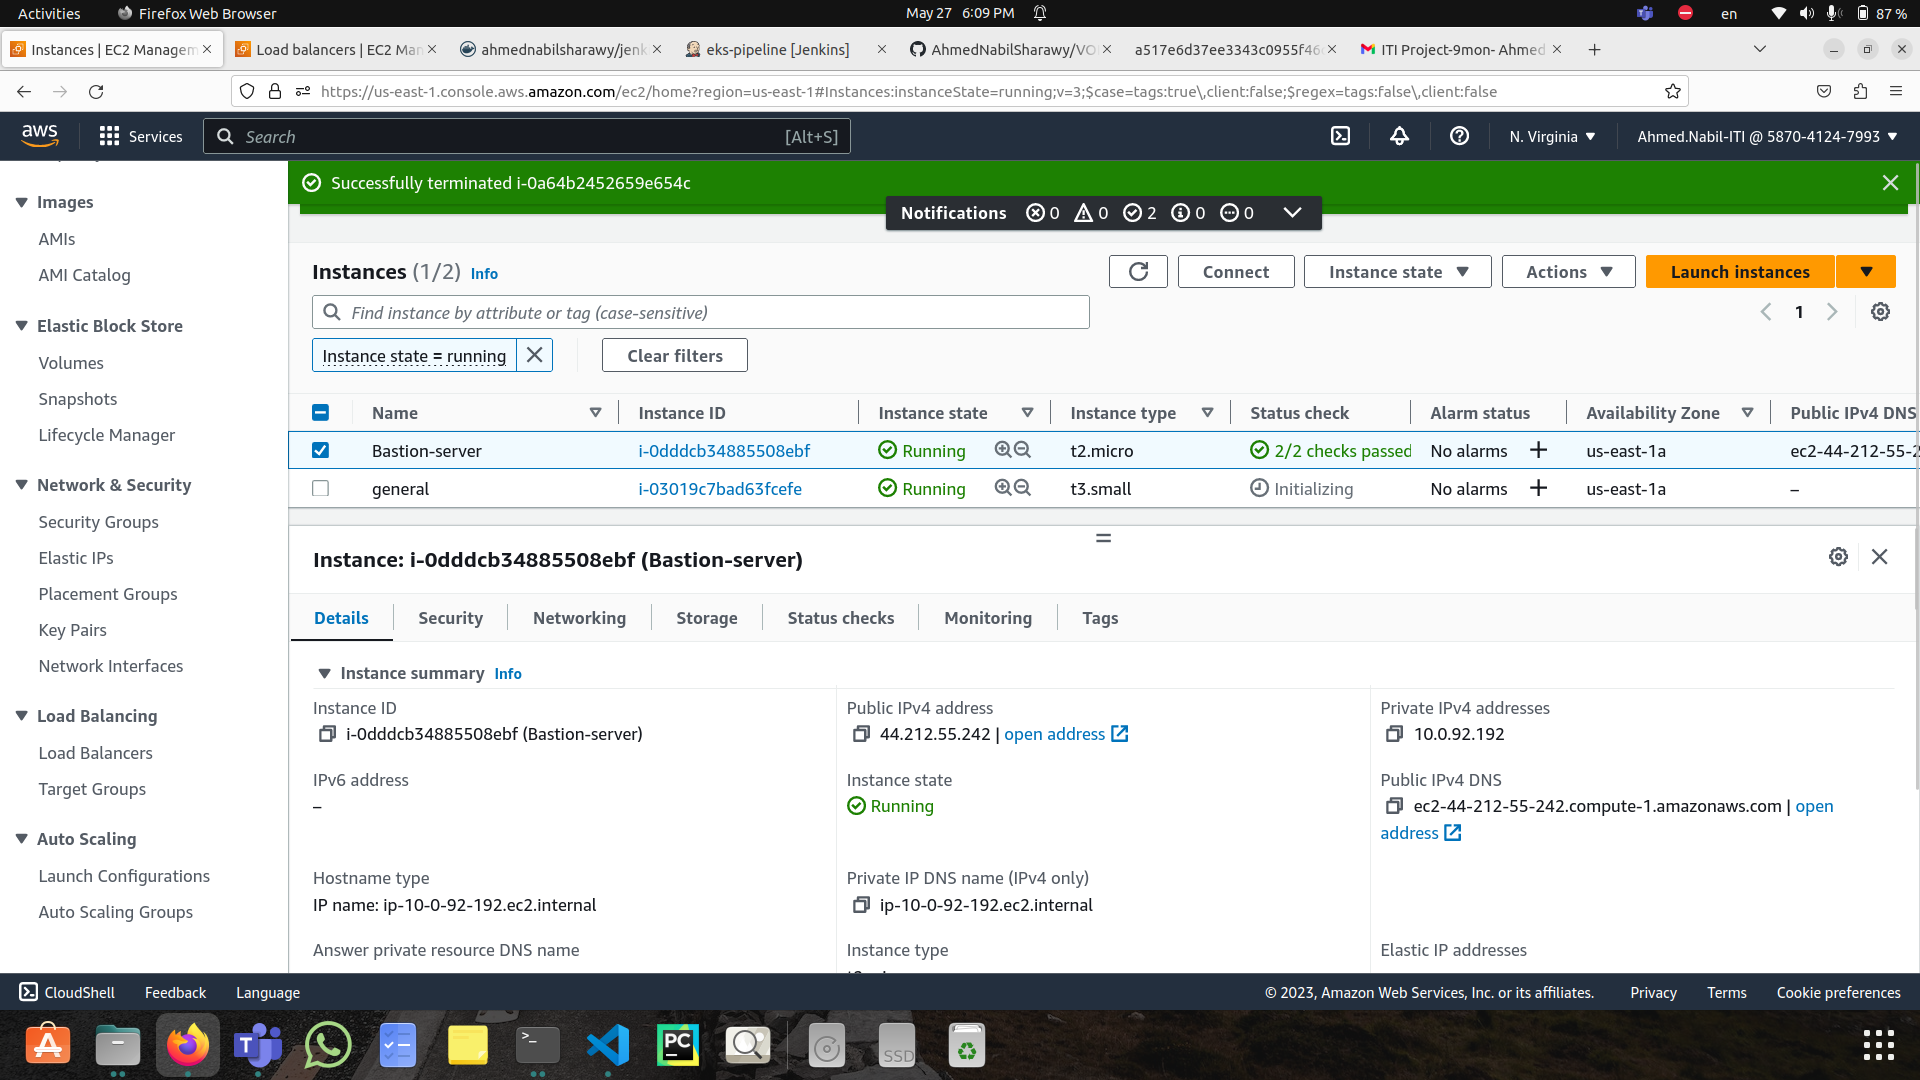 Activities
Firefox Web Browser
May 27 6:09 PM
en
87 %
Instances | EC2 Managem
Load balancers | EC2 Man
ahmednabilsharawy/jenk
eks-pipeline [Jenkins]
AhmedNabilSharawy/VO
a517e6d37ee3343c0955f46
ITI Project-9mon- Ahmed
https://us-east-1.console.aws.amazon.com/ec2/home?region=us-east-1#Instances:instanceState=running;v=3;$case=tags:true\,client:false;$regex=tags:false\,client:false
aws
Services
Search
[Alt+S]
N. Virginia
Ahmed.Nabil-ITI @ 5870-4124-7993
Images
AMIs
AMI Catalog
Elastic Block Store
Volumes
Snapshots
Lifecycle Manager
Network & Security
Security Groups
Elastic IPs
Placement Groups
Key Pairs
Network Interfaces
Load Balancing
Load Balancers
Target Groups
Auto Scaling
Launch Configurations
Auto Scaling Groups
Successfully terminated i-0a64b2452659e654c
Notifications 0 0 2 0 0
Instances (1/2) Info
Connect
Instance state
Actions
Launch instances
Find instance by attribute or tag (case-sensitive)
1
Instance state = running
Clear filters
Name Instance ID Instance state Instance type Status check Alarm status Availability Zone Public IPv4 DNS
Bastion-server i-0dddcb34885508ebf Running t2.micro 2/2 checks passed No alarms us-east-1a ec2-44-212-55-2
general i-03019c7bad63fcefe Running t3.small Initializing No alarms us-east-1a –
Instance: i-0dddcb34885508ebf (Bastion-server)
Details
Security
Networking
Storage
Status checks
Monitoring
Tags
Instance summary Info
Instance ID
i-0dddcb34885508ebf (Bastion-server)
Public IPv4 address
44.212.55.242 | open address
Private IPv4 addresses
10.0.92.192
IPv6 address
–
Instance state
Running
Public IPv4 DNS
ec2-44-212-55-242.compute-1.amazonaws.com | open
address
Hostname type
IP name: ip-10-0-92-192.ec2.internal
Private IP DNS name (IPv4 only)
ip-10-0-92-192.ec2.internal
Answer private resource DNS name
Instance type
Elastic IP addresses
CloudShell
Feedback
Language
© 2023, Amazon Web Services, Inc. or its affiliates.
Privacy
Terms
Cookie preferences
PC
SSD